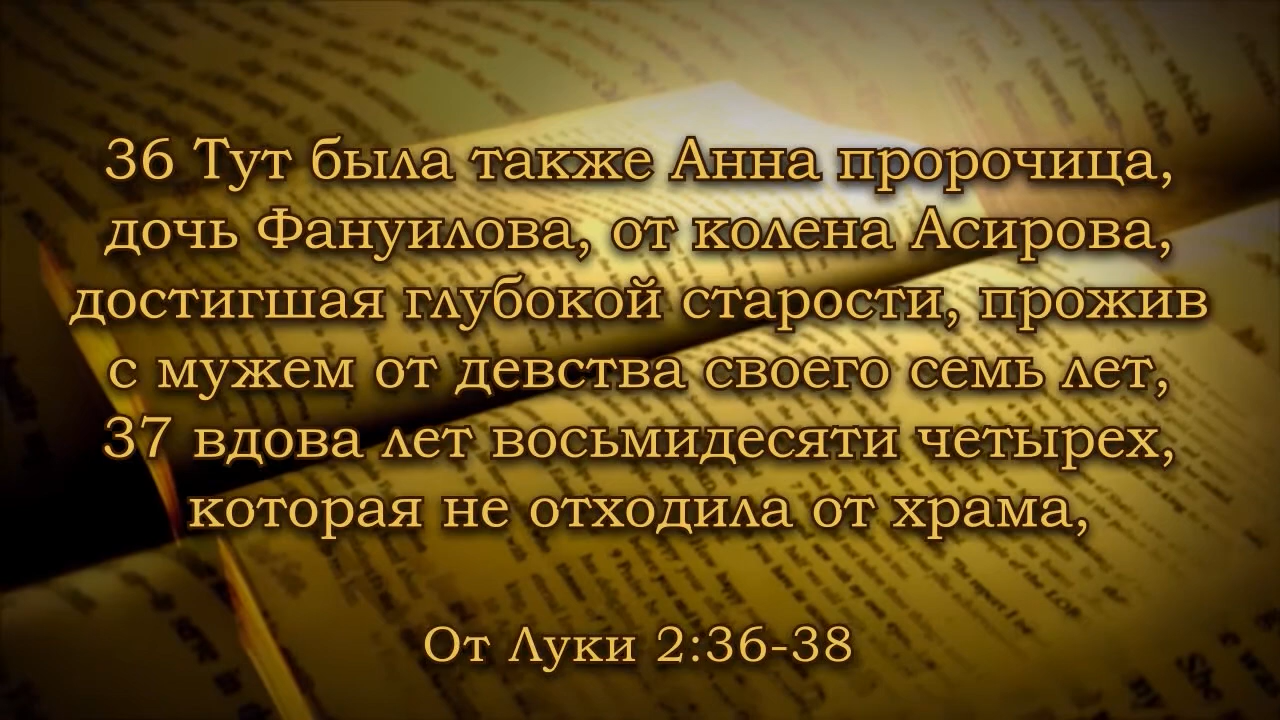 36 Тут была также Анна пророчица,
дочь Фануилова, от колена Асирова,
достигшая глубокой старости, прожив
с мужем от девства своего семь лет,
37 вдова лет восьмидесяти четырех,
которая не отходила от храма,
От Луки 2:36-38